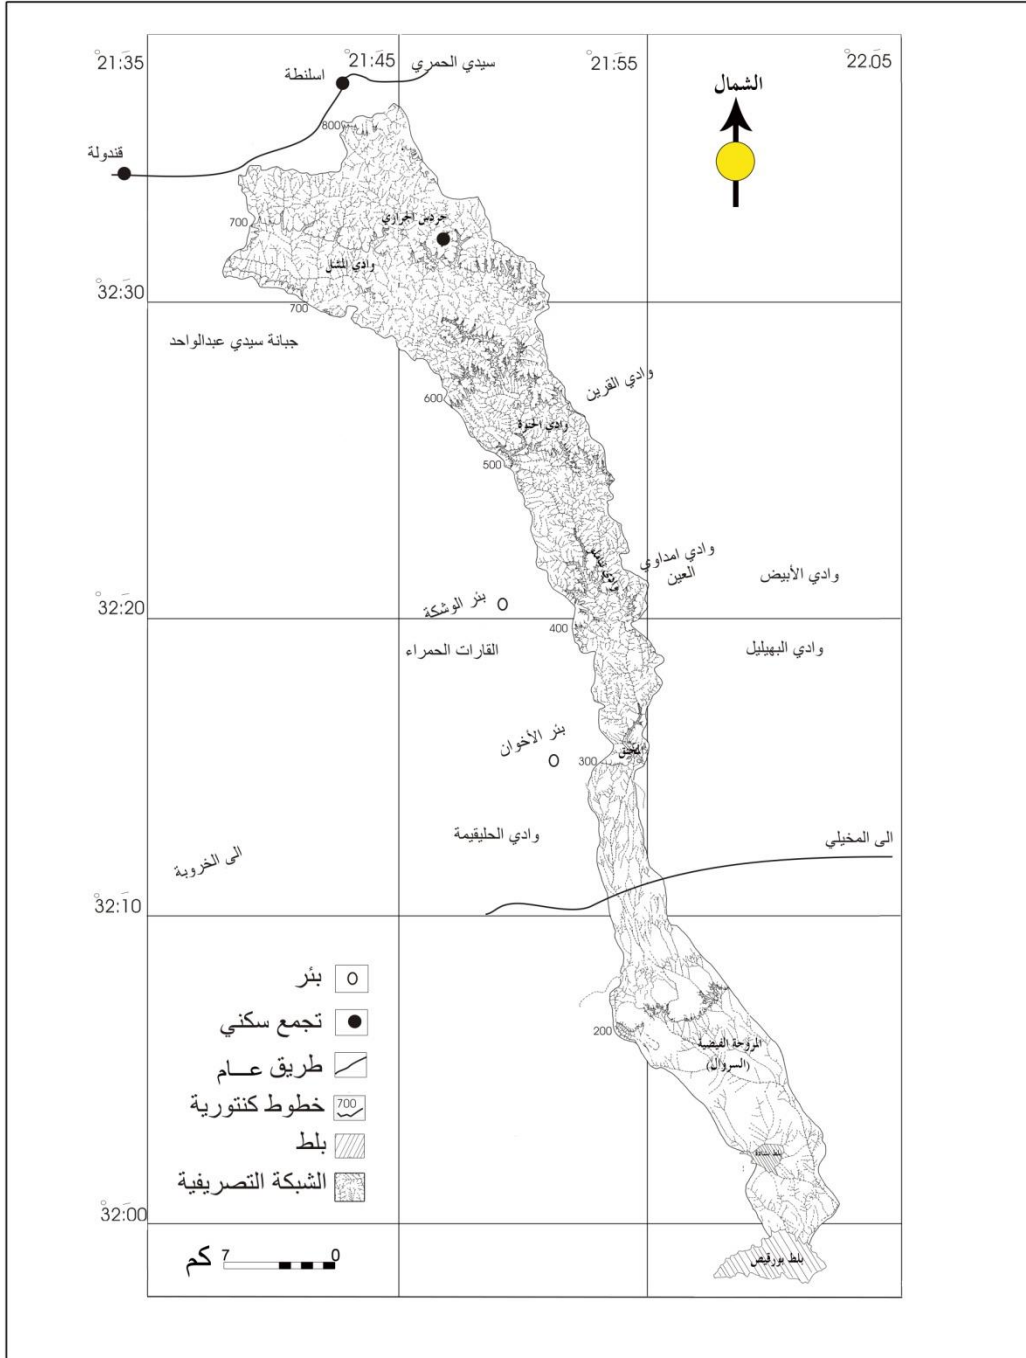 21:35
21:45
21:55
22.05
سيدي الحمري
اسلنطة
الشمال
قندولة
800
700
جردس الجراري
وادي المشل
32:30
700
جبانة سيدي عبدالواحد
وادي القرين
600
وادي الحنوة
500
وادي امداوي
العين
وادي الأبيض
بئر الوشكة
32:20
400
القارات الحمراء
وادي البهيليل
بئر الأخوان
300
وادي الحليقيمة
الى المخيلي
الى الخروبة
32:10
200
المروحة الفيضية
(السروال)
بئر
تجمع سكني
طريق عـــام
700
خطوط كنتورية
بلط
الشبكة التصريفية
32:00
بلط بورقيص
كم
7
0